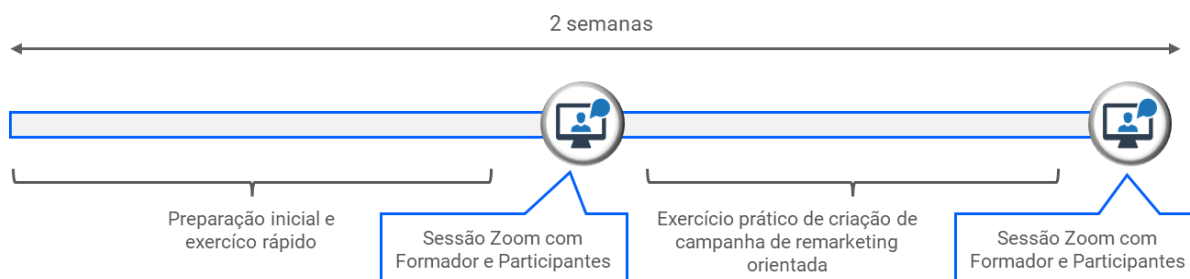 2 semanas
Preparação inicial e
exercíco rápido
Sessão Zoom com
Formador e Participantes
Exercício prático de criação de
campanha de remarketing
orientada
Sessão Zoom com
Formador e Participantes